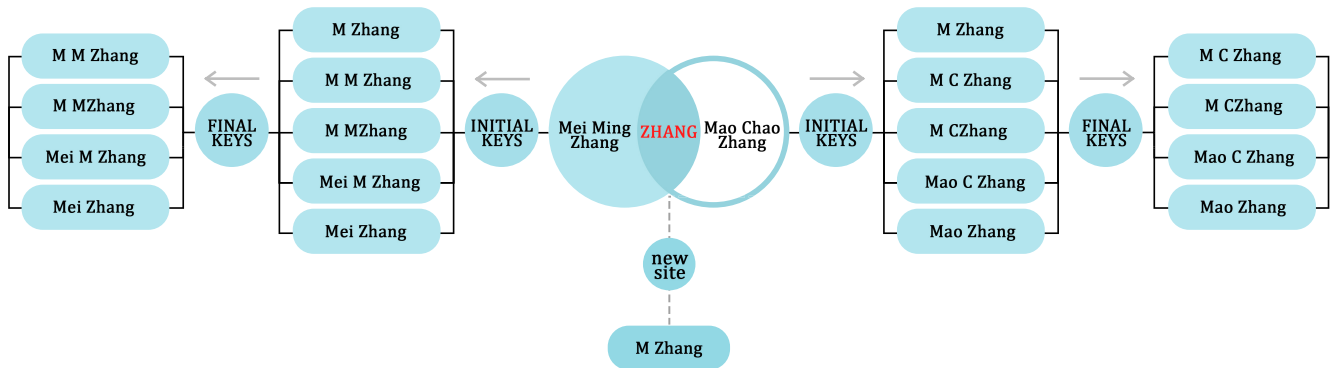 M M Zhang
M MZhang
Mei M Zhang
Mei Zhang
FINAL
KEYS
M Zhang
M M Zhang
M MZhang
Mei M Zhang
Mei Zhang
INITIAL
KEYS
Mei Ming
Zhang
ZHANG
Mao Chao
Zhang
new
site
M Zhang
INITIAL
KEYS
M Zhang
M C Zhang
M CZhang
Mao C Zhang
Mao Zhang
FINAL
KEYS
M C Zhang
M CZhang
Mao C Zhang
Mao Zhang